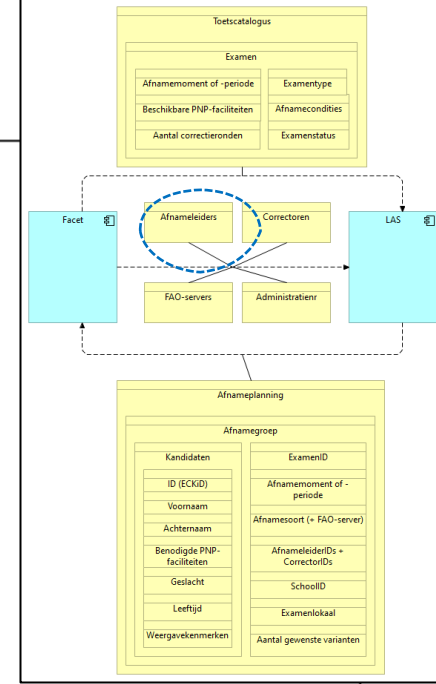 Toetscatalogus
Examen
Afnamemoment of -periode
Examentype
Beschikbare PNP-faciliteiten
Afnamecondities
Aantal correctieronden
Examenstatus
Facet
Afnameleiders
Correctoren
LAS
FAO-servers
Administratienr
Afnameplanning
Afnamegroep
Kandidaten
ExamenID
ID (ECKiD)
Afnamemoment of -
periode
Voornaam
Achternaam
Afnamesoort (+ FAO-server)
Benodigde PNP-
faciliteiten
AfnameleiderIDs +
CorrectorIDs
Geslacht
SchoolID
Leeftijd
Examenlokaal
Weergavekenmerken
Aantal gewenste varianten